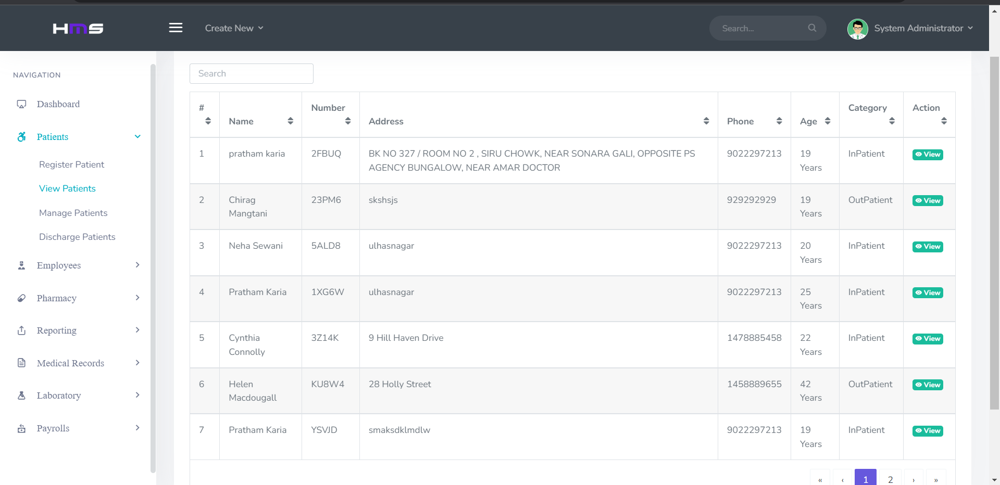 HMS
Create New
Search...
System Administrator
NAVIGATION
Dashboard
Patients
Register Patient
View Patients
Manage Patients
Discharge Patients
Employees
Pharmacy
Reporting
Medical Records
Laboratory
Payrolls
Search
# Name Number Address Phone Age Category Action
1 pratham karia 2FBUQ BK NO 327 / ROOM NO 2 , SIRU CHOWK, NEAR SONARA GALI, OPPOSITE PS 9022297213 19 InPatient View
AGENCY BUNGALOW, NEAR AMAR DOCTOR Years
2 Chirag 23PM6 skshsjs 929292929 19 OutPatient View
Mangtani Years
3 Neha Sewani 5ALD8 ulhasnagar 9022297213 20 InPatient View
Years
4 Pratham Karia 1XG6W ulhasnagar 9022297213 25 InPatient View
Years
5 Cynthia 3Z14K 9 Hill Haven Drive 1478885458 22 InPatient View
Connolly Years
6 Helen KU8W4 28 Holly Street 1458889655 42 OutPatient View
Macdougall Years
7 Pratham Karia YSVJD smaksdklmdlw 9022297213 19 InPatient View
Years
« ‹ 1 2 › »